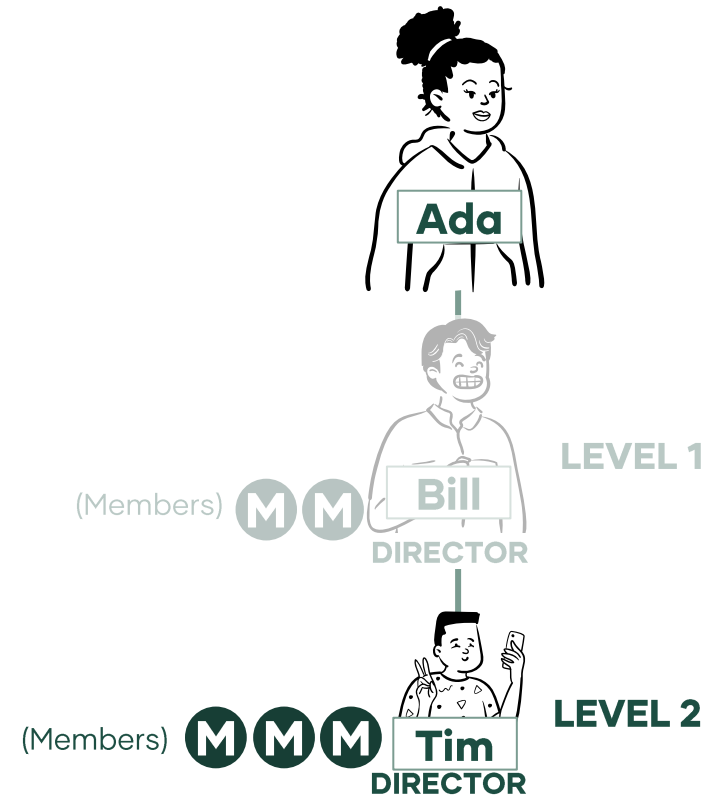 Ada
LEVEL 1
(Members) M M Bill
DIRECTOR
LEVEL 2
(Members) M M M Tim
DIRECTOR